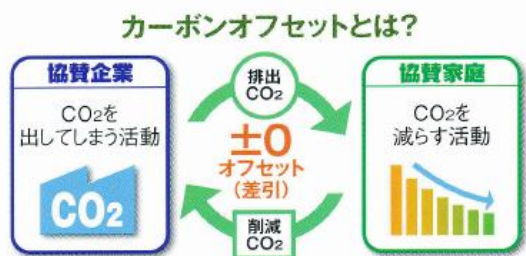 カーボンオフセットとは?
協賛企業
CO2を
出してしまう活動
CO2
排出
CO2
±0
オフセット
(差引)
削減
CO2
協賛家庭
CO2を
減らす活動